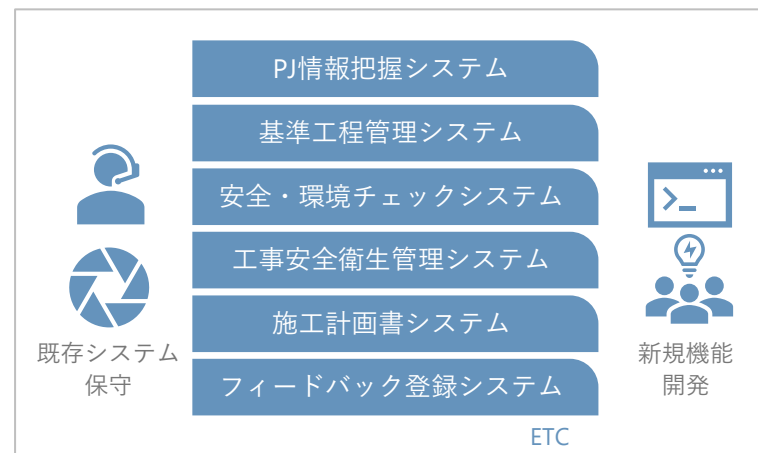 PJ情報把握システム
基準工程管理システム
安全・環境チェックシステム
工事安全衛生管理システム
施工計画書システム
フィードバック登録システム
ETC
既存システム
保守
新規機能
開発